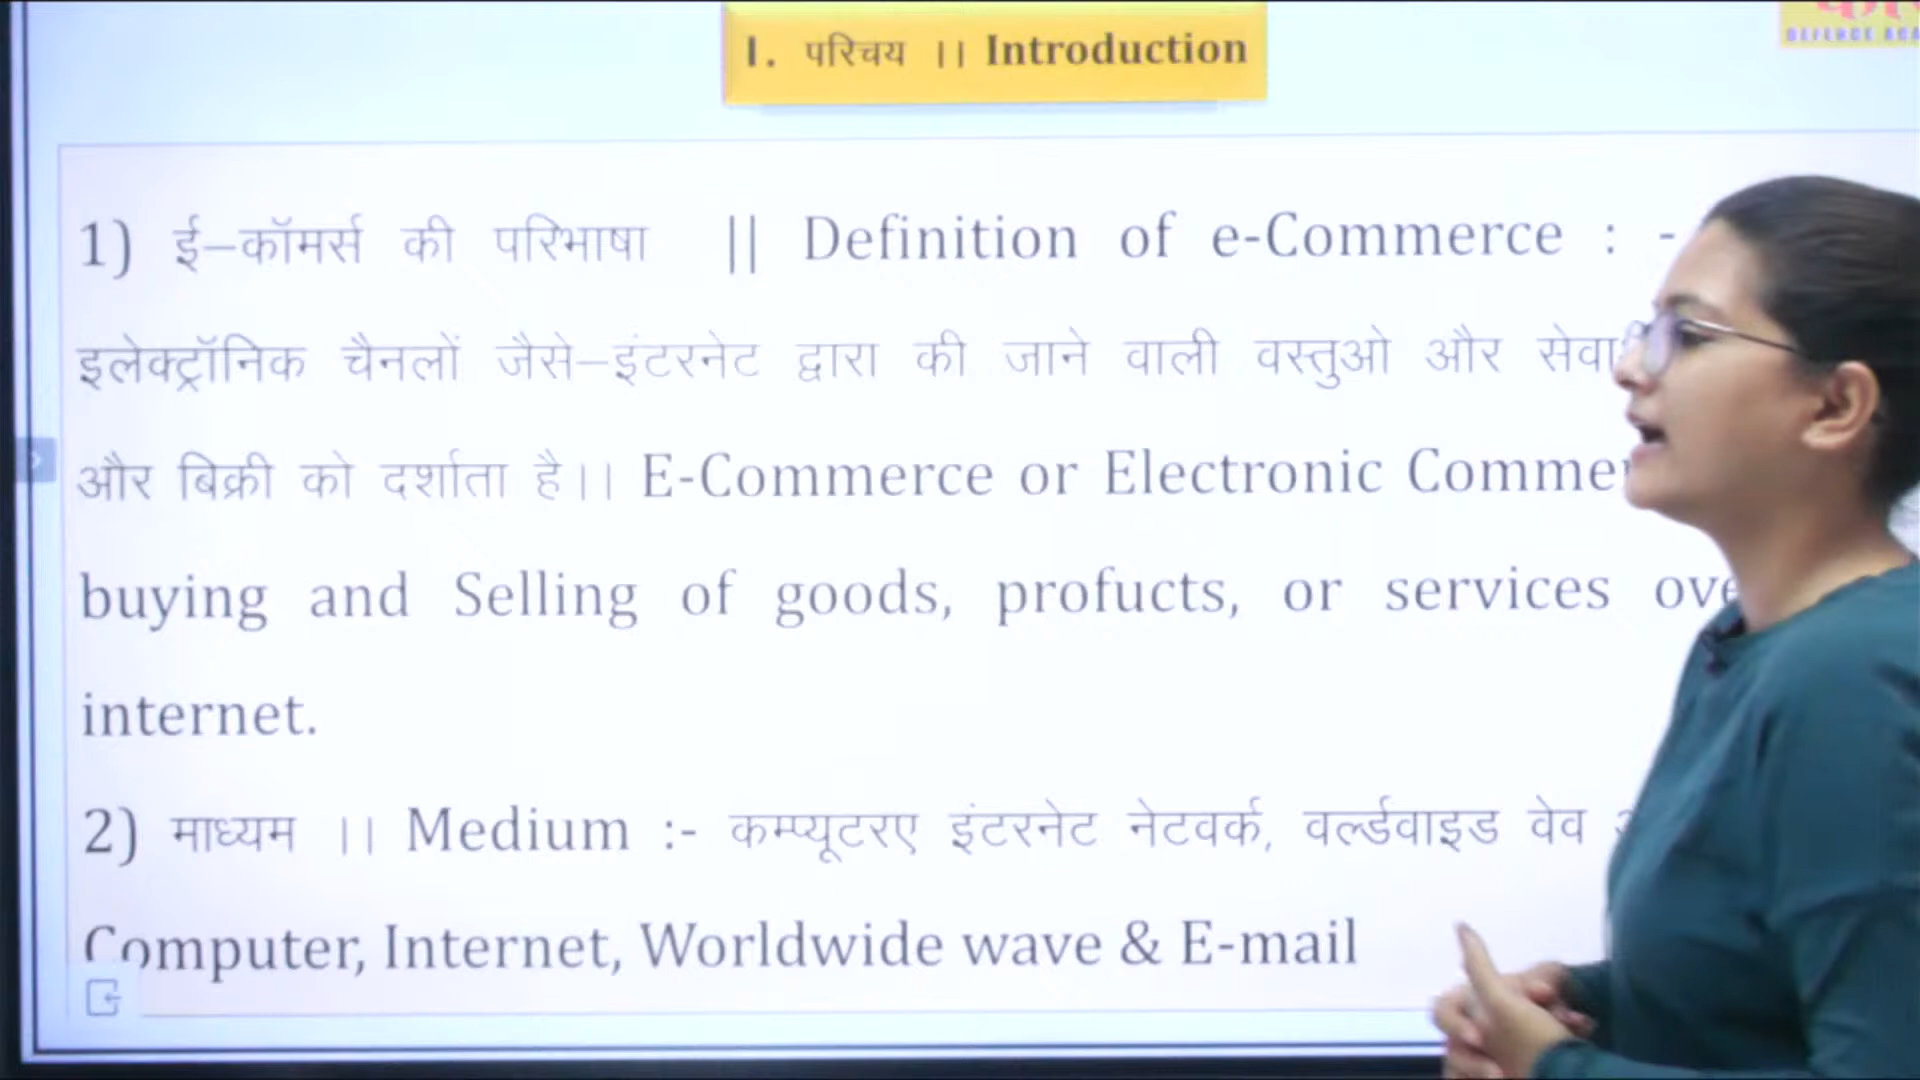 I. परिचय || Introduction
DEFENCE
1) ई–कॉमर्स की परिभाषा || Definition of e-Commerce : -
इलेक्ट्रॉनिक चैनलों जैसे–इंटरनेट द्वारा की जाने वाली वस्तुओ और
और बिक्री को दर्शाता है।। E-Commerce or Electronic
buying and Selling of goods, profucts, or services
internet.
2) माध्यम ।। Medium :- कम्प्यूटरए इंटरनेट नेटवर्क, वर्ल्डवाइड वेव
Computer, Internet, Worldwide wave & E-mail